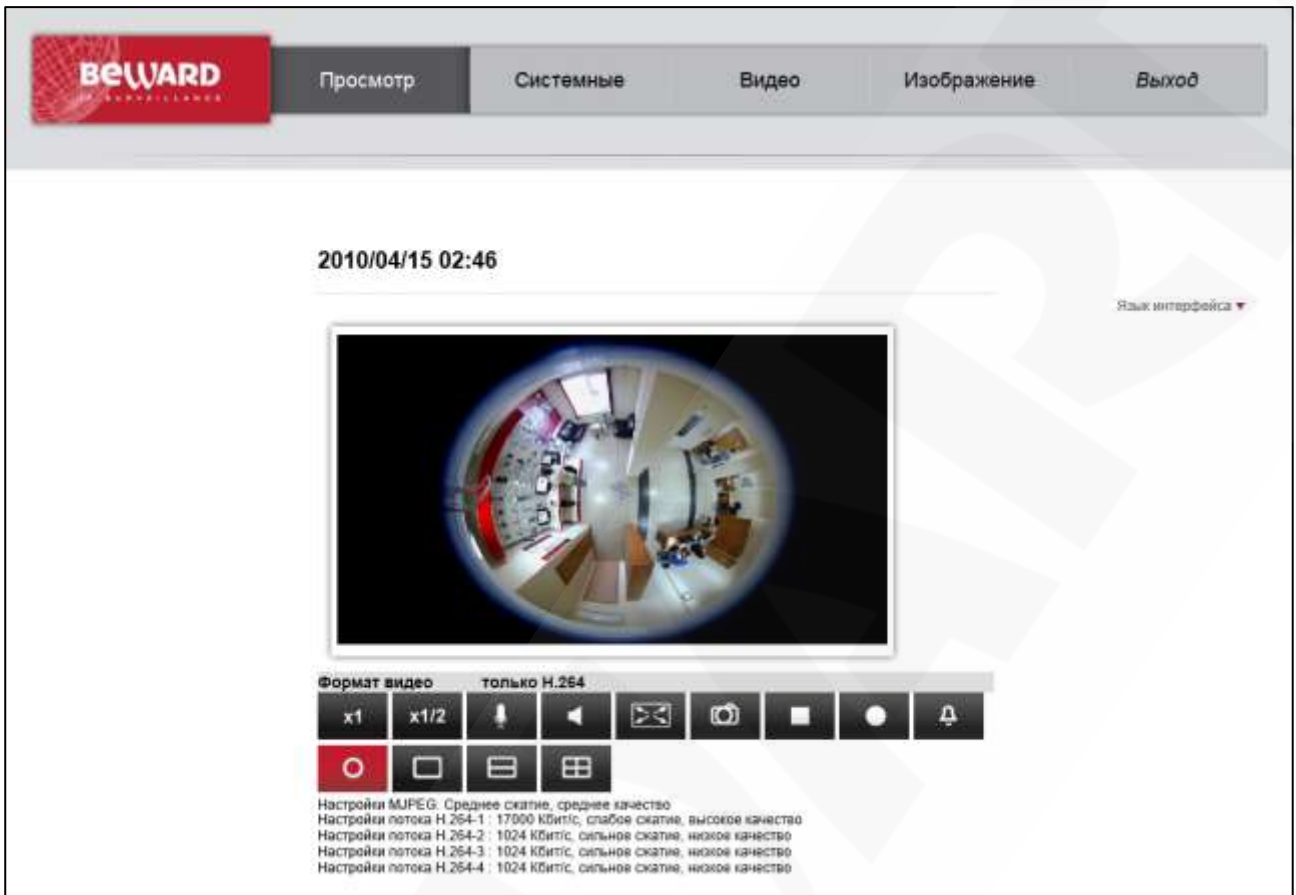 BEWARD
IP SURVEILLANCE
Просмотр
Системные
Видео
Изображение
Выход
2010/04/15 02:46
Язык интерфейса
Формат видео только H.264
x1
x1/2
Настройки MJPEG: Среднее сжатие, среднее качество
Настройки потока H.264-1 : 17000 Кбит/с, слабое сжатие, высокое качество
Настройки потока H.264-2 : 1024 Кбит/с, сильное сжатие, низкое качество
Настройки потока H.264-3 : 1024 Кбит/с, сильное сжатие, низкое качество
Настройки потока H.264-4 : 1024 Кбит/с, сильное сжатие, низкое качество